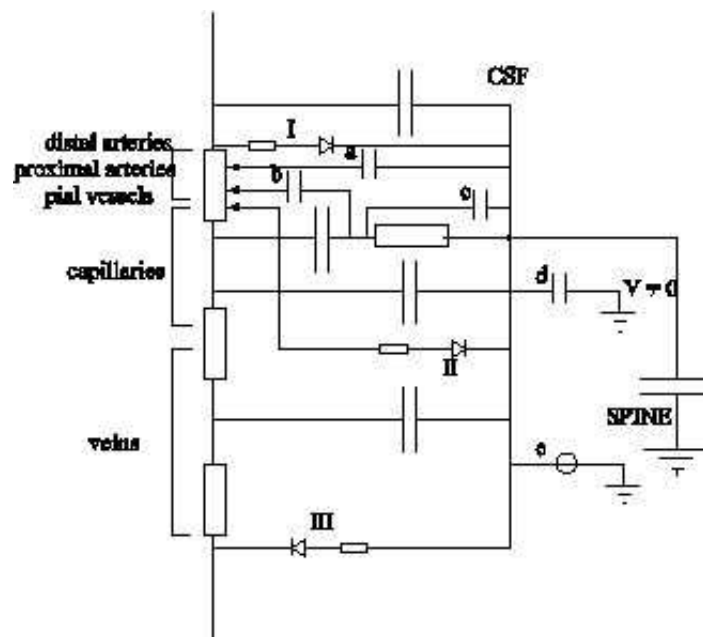 CSF
I
distal arteries
a
proximal arteries
b
pial vessels
c
capillaries
d
V = 0
II
SPINE
veins
e
III